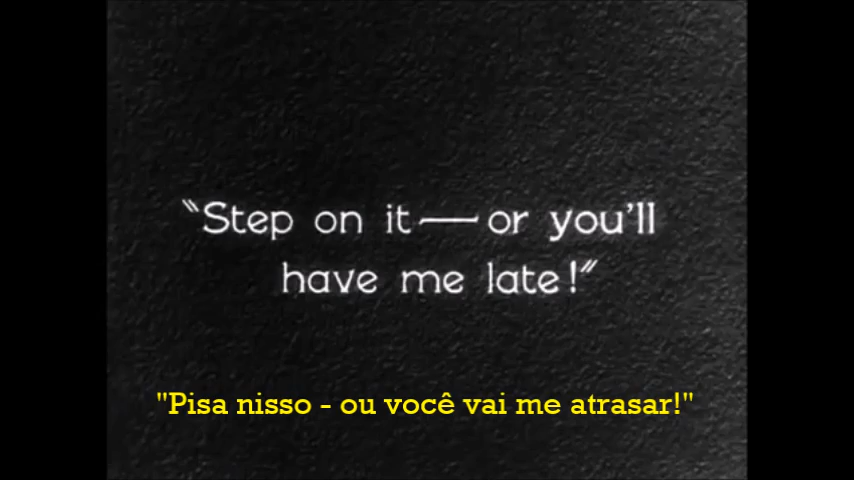 "Step on it — or you'll
have me late!"
"Pisa nisso - ou você vai me atrasar!"